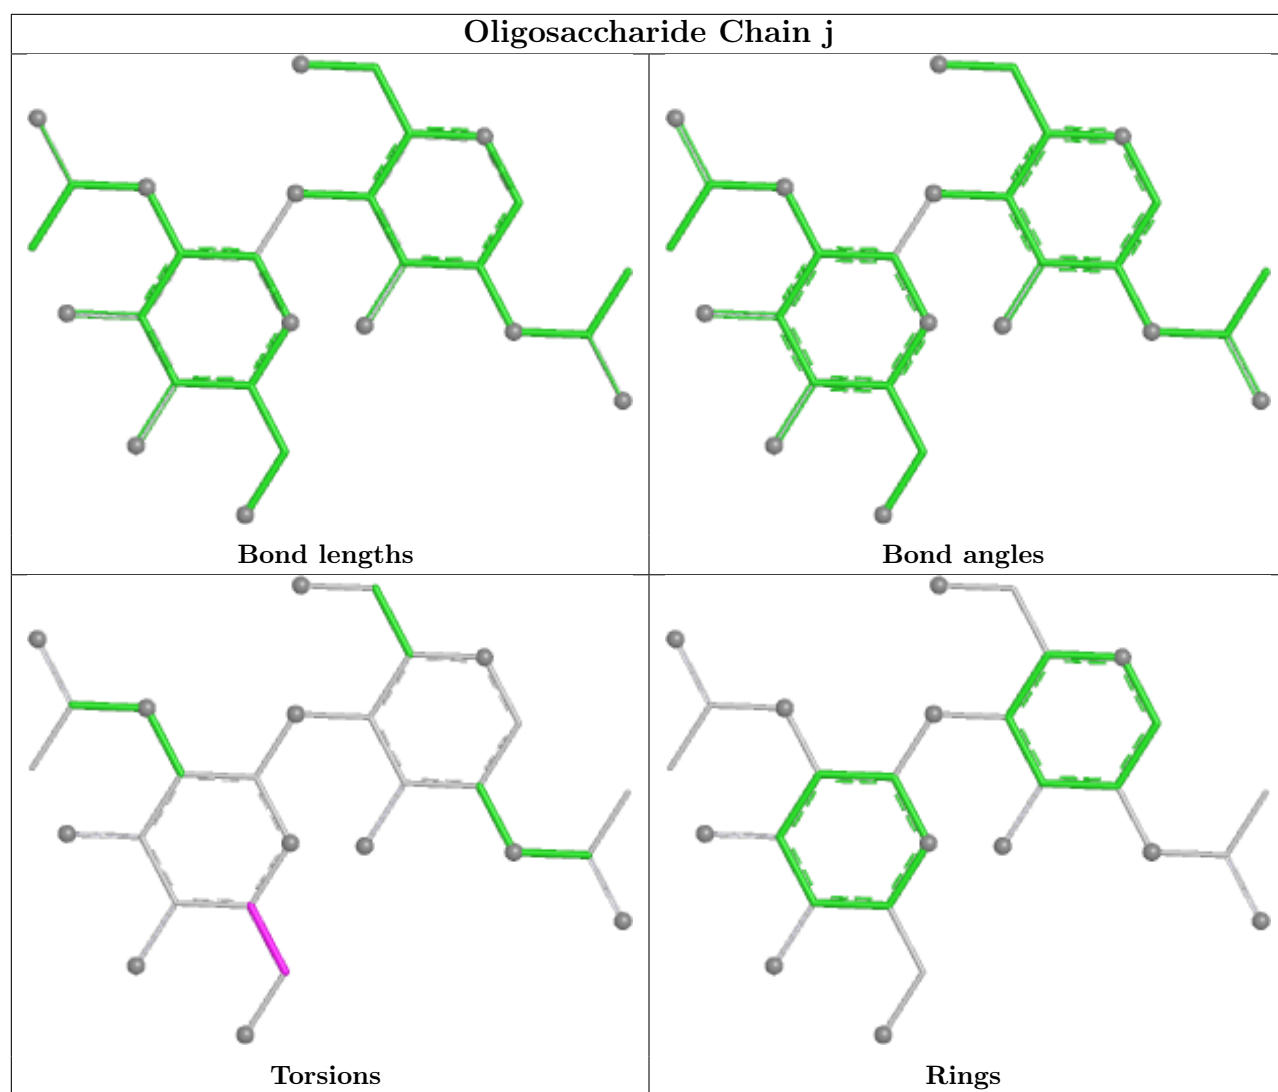 Oligosaccharide Chain j
Bond lengths
Bond angles
Torsions
Rings